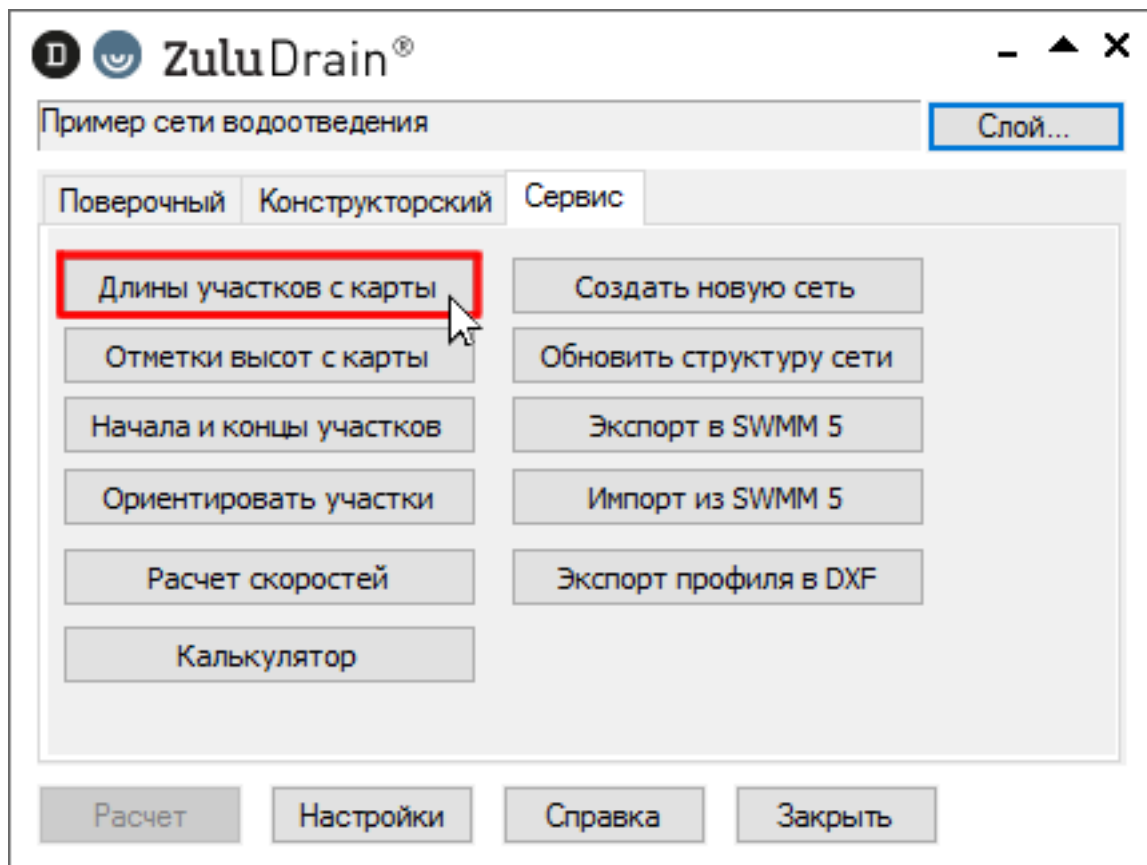 D ZuluDrain®
Пример сети водоотведения
Слой...
Поверочный Конструкторский Сервис
Длины участков с карты Создать новую сеть
Отметки высот с карты Обновить структуру сети
Начала и концы участков Экспорт в SWMM 5
Ориентировать участки Импорт из SWMM 5
Расчет скоростей Экспорт профиля в DXF
Калькулятор
Расчет Настройки Справка Закрыть